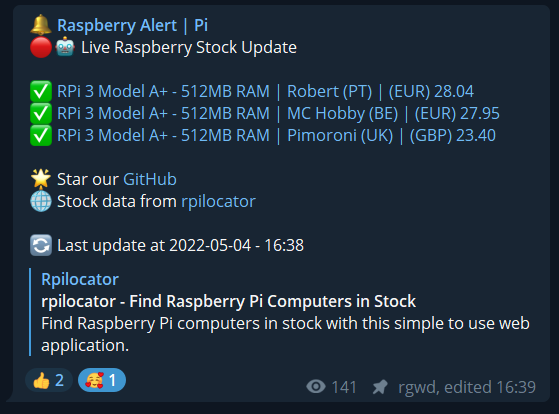 Raspberry Alert | Pi
Live Raspberry Stock Update
RPi 3 Model A+ - 512MB RAM | Robert (PT) | (EUR) 28.04
RPi 3 Model A+ - 512MB RAM | MC Hobby (BE) | (EUR) 27.95
RPi 3 Model A+ - 512MB RAM | Pimoroni (UK) | (GBP) 23.40
Star our GitHub
Stock data from rpilocator
Last update at 2022-05-04 - 16:38
Rpilocator
rpilocator - Find Raspberry Pi Computers in Stock
Find Raspberry Pi computers in stock with this simple to use web
application.
2 1
141 rgwd, edited 16:39